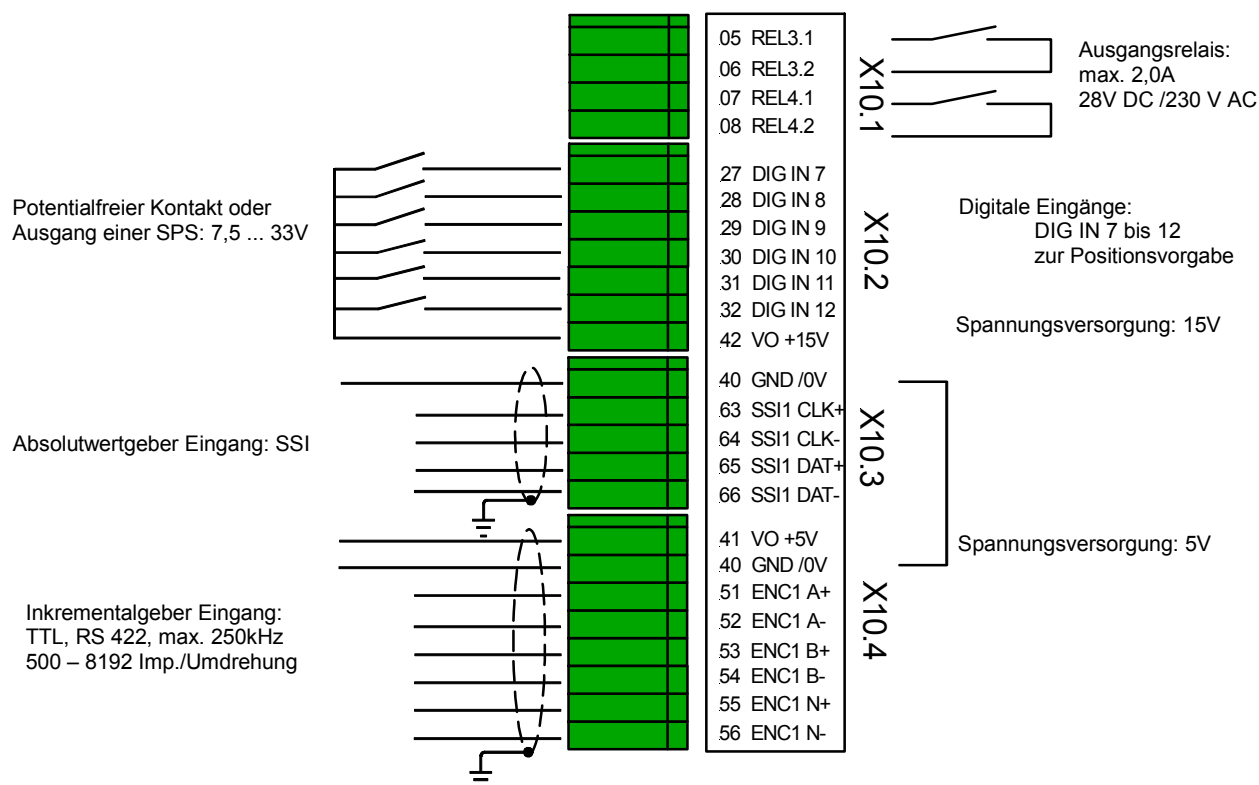 05 REL3.1
06 REL3.2
07 REL4.1
08 REL4.2
X10.1
Ausgangsrelais:
max. 2,0A
28V DC /230 V AC
Potentialfreier Kontakt oder
Ausgang einer SPS: 7,5 ... 33V
27 DIG IN 7
28 DIG IN 8
29 DIG IN 9
30 DIG IN 10
31 DIG IN 11
32 DIG IN 12
42 VO +15V
X10.2
Digitale Eingänge:
DIG IN 7 bis 12
zur Positionsvorgabe
Spannungsversorgung: 15V
Absolutwertgeber Eingang: SSI
40 GND /0V
63 SSI1 CLK+
64 SSI1 CLK-
65 SSI1 DAT+
66 SSI1 DAT-
X10.3
Inkrementalgeber Eingang:
TTL, RS 422, max. 250kHz
500 – 8192 Imp./Umdrehung
41 VO +5V
40 GND /0V
51 ENC1 A+
52 ENC1 A-
53 ENC1 B+
54 ENC1 B-
55 ENC1 N+
56 ENC1 N-
X10.4
Spannungsversorgung: 5V